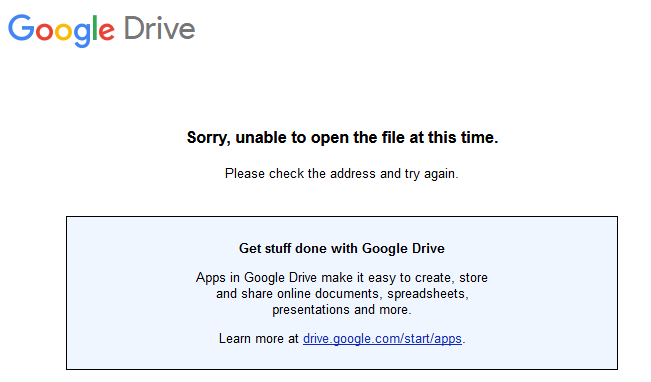 Google Drive
Sorry, unable to open the file at this time.
Please check the address and try again.
Get stuff done with Google Drive
Apps in Google Drive make it easy to create, store
and share online documents, spreadsheets,
presentations and more.
Learn more at drive.google.com/start/apps.